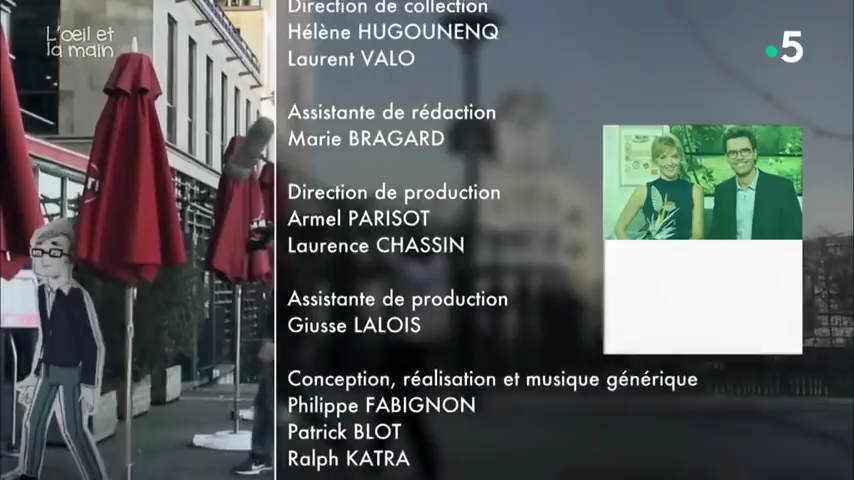 L'oeil et
la main
5
Direction de collection
Hélène HUGOUNENQ
Laurent VALO
Assistante de rédaction
Marie BRAGARD
Direction de production
Armel PARISOT
Laurence CHASSIN
Assistante de production
Giusse LALOIS
Conception, réalisation et musique générique
Philippe FABIGNON
Patrick BLOT
Ralph KATRA